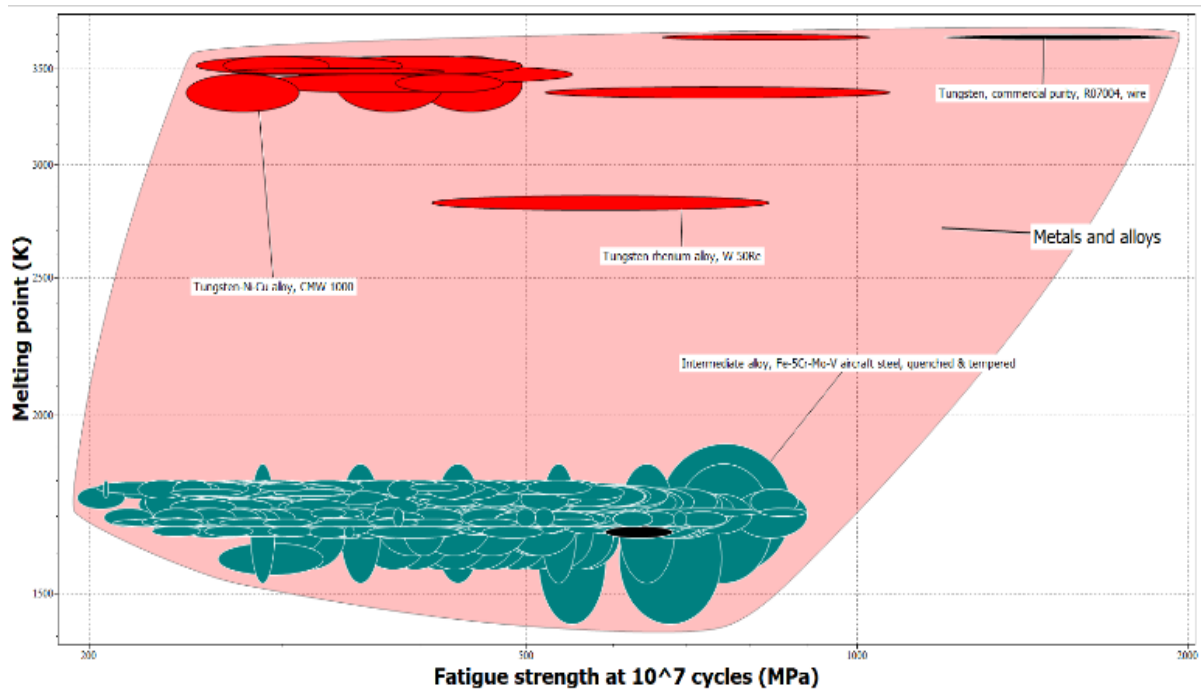 3500
3000
2500
2000
1500
Melting point (K)
Tungsten, commercial purity, R07004, wire
Metals and alloys
Tungsten rhenium alloy, W 50Re
Tungsten-Ni-Cu alloy, CMW 1000
Intermediate alloy, Fe-5Cr-Mo-V aircraft steel, quenched & tempered
200
500
1000
2000
Fatigue strength at 10^7 cycles (MPa)